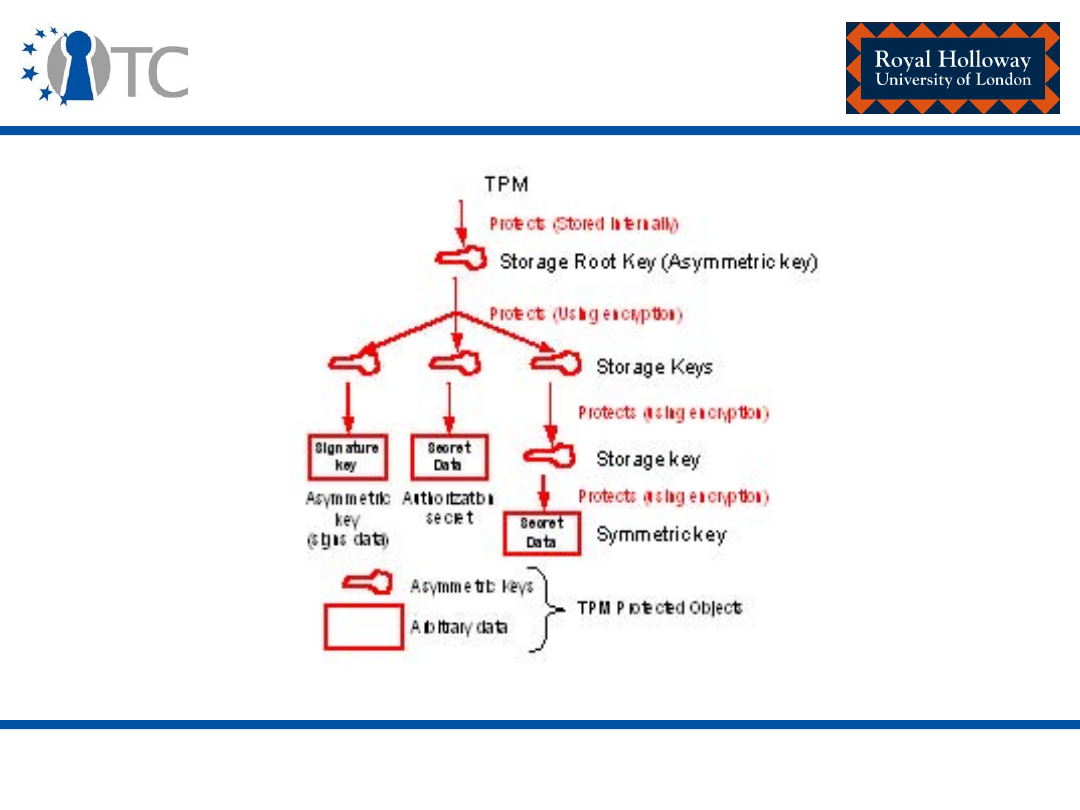 TC
Royal Holloway
University of London
TPM
Protects (Stored Internally)
Storage Root Key (Asymmetric key)
Protects (Using encryption)
Storage Keys
Protects (using encryption)
Signature
key
Secret
Data
Storage key
Asymmetric
key
(signs data)
Authorization
secret
Protects (using encryption)
Secret
Data
Symmetric key
Asymmetric keys
Arbitrary data
TPM Protected Objects